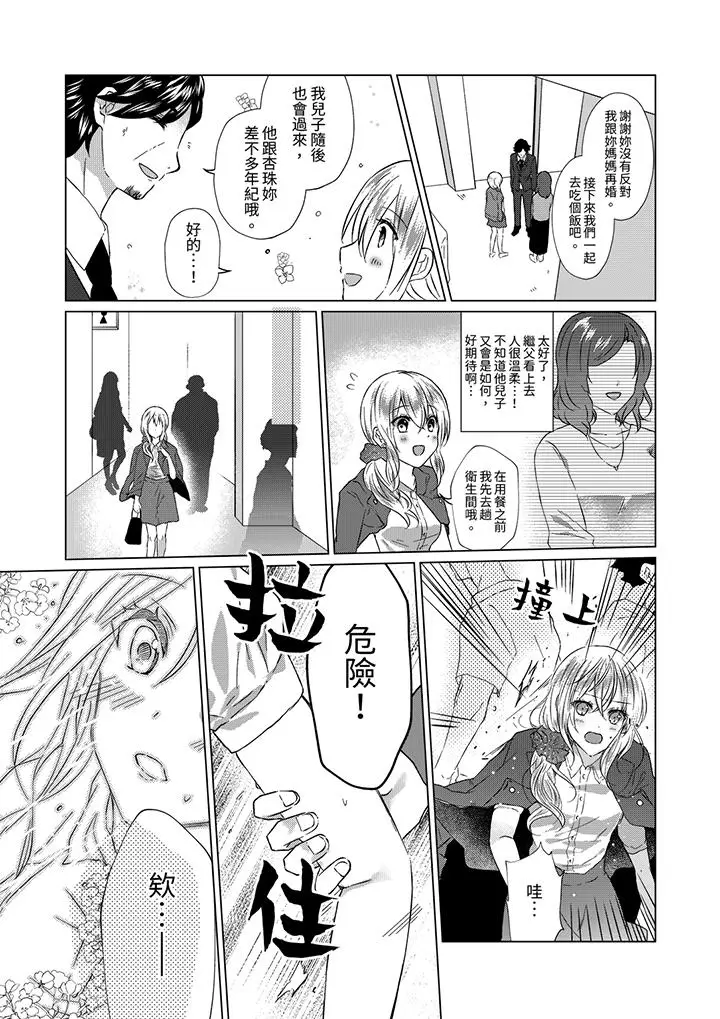 謝謝妳沒有反對
我跟妳媽媽再婚。
接下來我們一起
去吃個飯吧。
我兒子隨後
也會過來，
他跟杏珠妳
差不多年紀哦。
好的…！
太好了，
繼父看上去
人很溫柔…！
不知道他兒子
又會是如何，
好期待啊…
在用餐之前
我先去趟
衛生間哦。
撞上
哇…
危險！
拉住
欸……